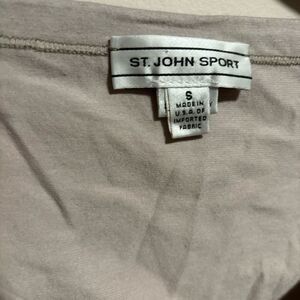 ST. JOHN SPORT
S
MADE IN
U.S.A. OF
IMPORTED
FABRIC